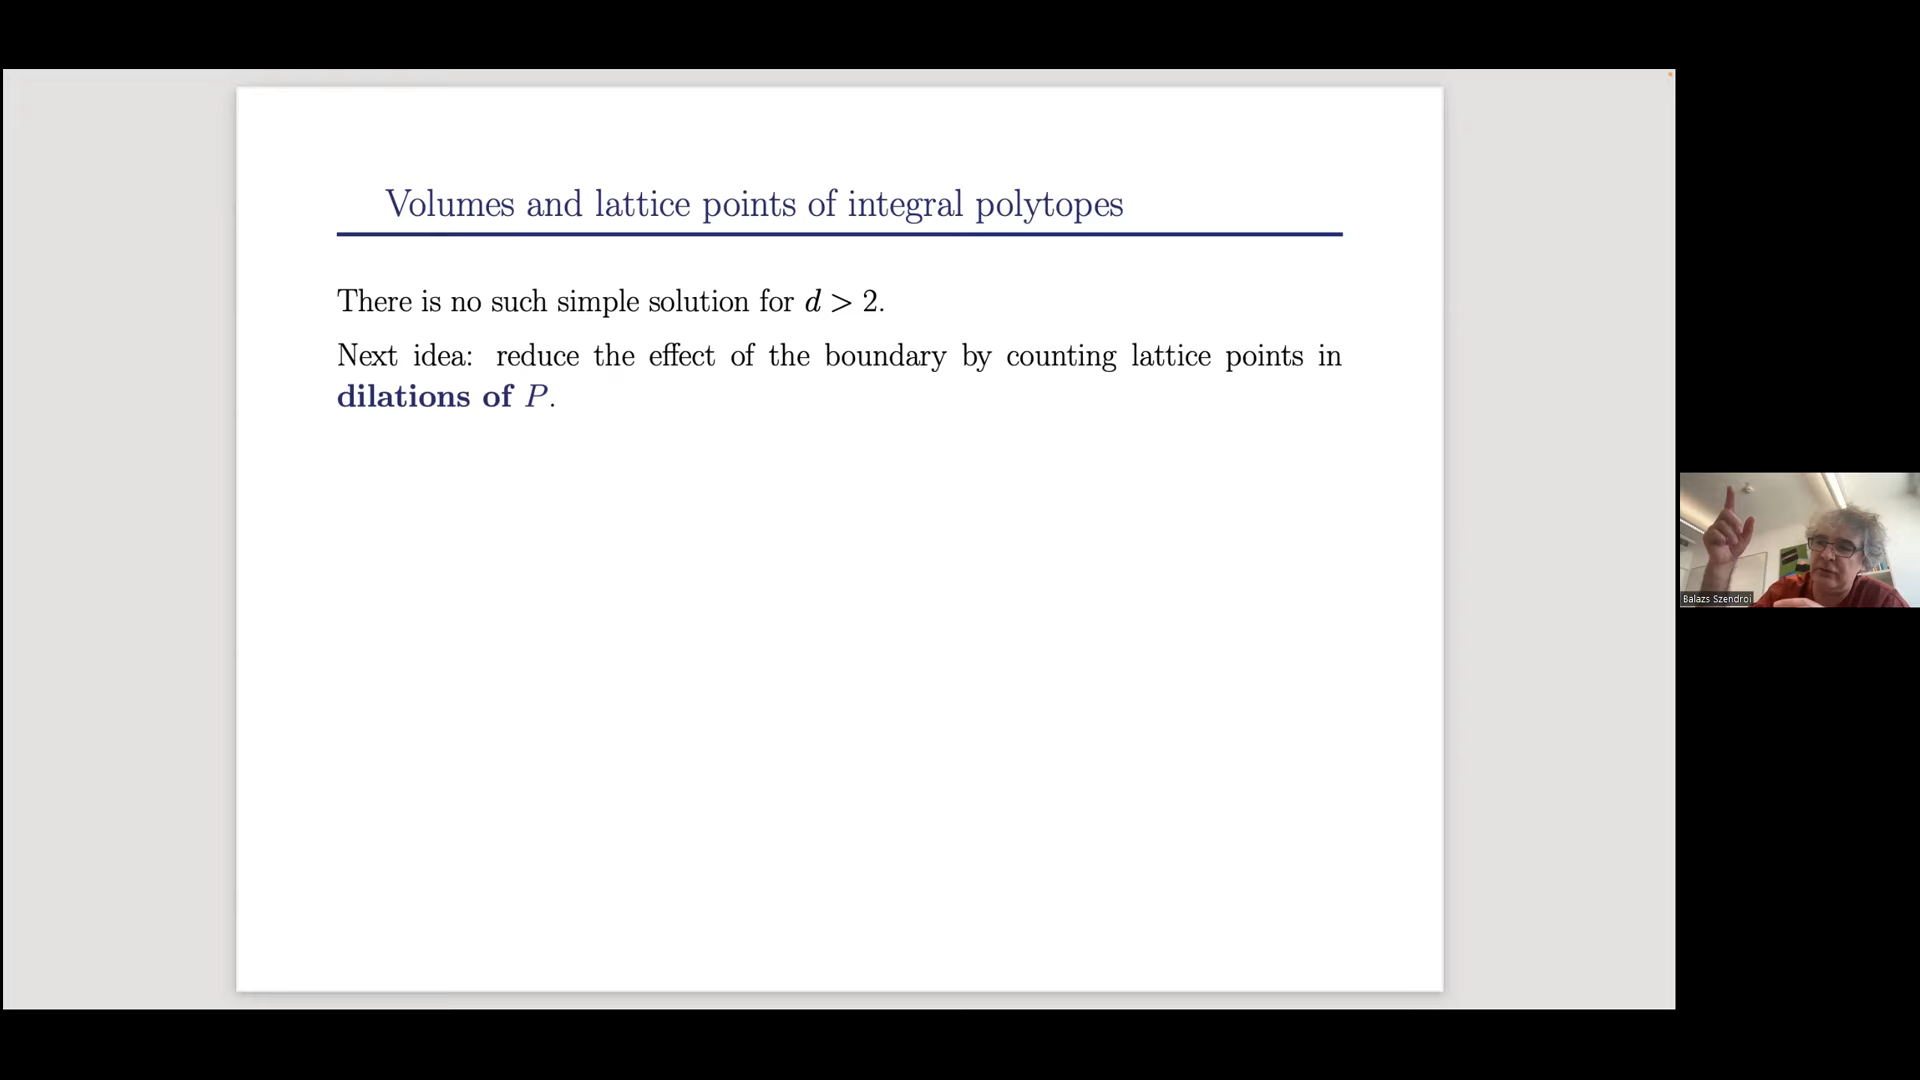 Volumes and lattice points of integral polytopes
There is no such simple solution for d > 2.
Next idea: reduce the effect of the boundary by counting lattice points in
dilations of P.
Balazs Szendroi